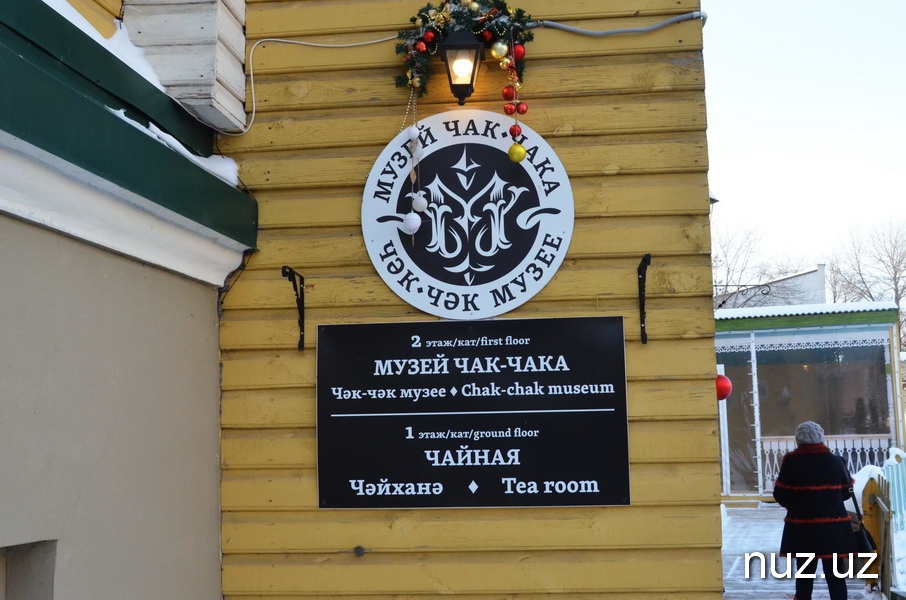 МУЗЕЙ ЧАК•ЧАКА
ЧӘК•ЧӘК МУЗЕЕ
2 этаж/кат/first floor
МУЗЕЙ ЧАК-ЧАКА
Чәк-чәк музее ♦ Chak-chak museum
1 этаж/кат/ground floor
ЧАЙНАЯ
Чәйханә ♦ Tea room
nuz.uz